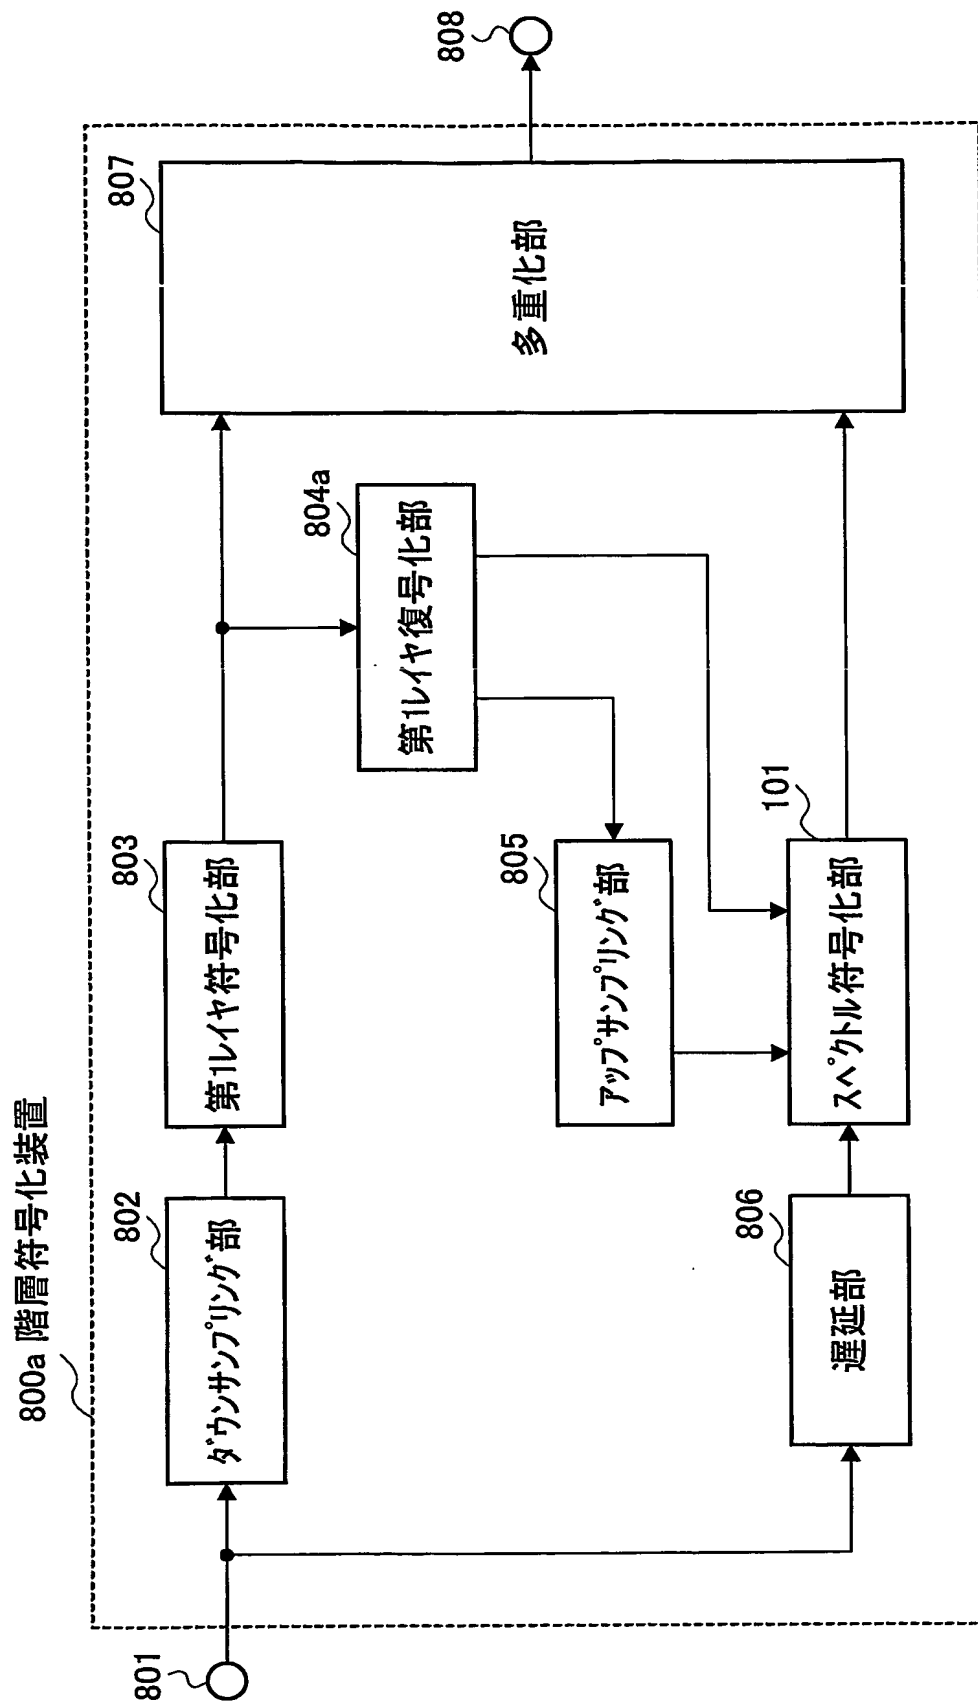 800a 階層符号化装置
801
802
ダウンサンプリング部
803
第1レイヤ符号化部
804a
第1レイヤ復号化部
805
アップサンプリング部
806
遅延部
101
スペクトル符号化部
807
多重化部
808